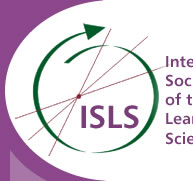 ISLS
Inte
Soc
of t
Lear
Scie